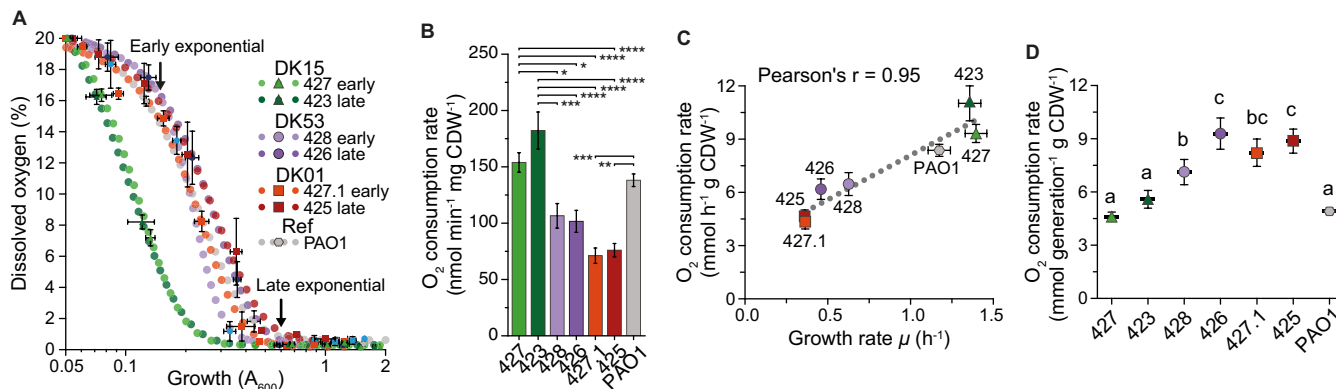 A
Dissolved oxygen (%)
20
18
16
14
12
10
8
6
4
2
0
0.05
0.1
1
2
Growth (A600)
Early exponential
Late exponential
DK15
427 early
423 late
DK53
428 early
426 late
DK01
427.1 early
425 late
Ref
PAO1
B
O2 consumption rate
(nmol min-1 mg CDW-1)
250
200
150
100
50
0
****
****
*
*
****
****
****
***
***
**
427
423
428
426
427.1
425
PAO1
C
O2 consumption rate
(mmol h-1 g CDW-1)
12
9
6
3
0
Pearson's r = 0.95
423
427
PAO1
426
428
425
427.1
0.0
0.5
1.0
1.5
Growth rate μ (h-1)
D
O2 consumption rate
(mmol generation-1 g CDW-1)
12
9
6
3
0
a
a
b
c
bc
c
a
427
423
428
426
427.1
425
PAO1